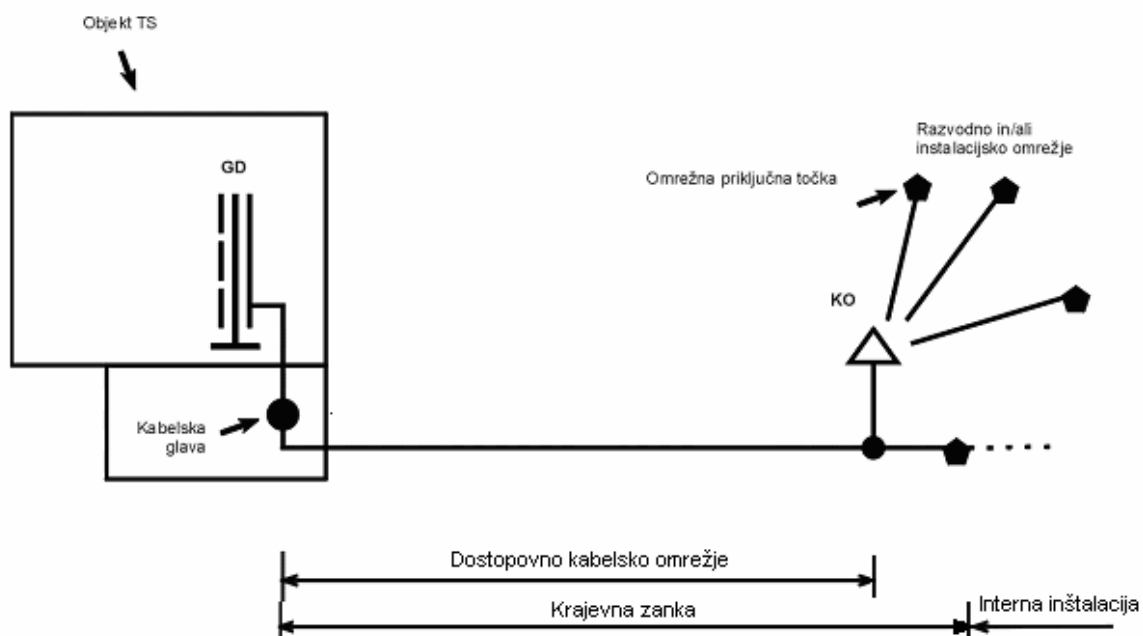 Objekt TS
GD
Razvodno in/ali
instalacijsko omrežje
Omrežna priključna točka
KO
Kabelska
glava
Dostopovno kabelsko omrežje
Krajevna zanka
Interna inštalacija